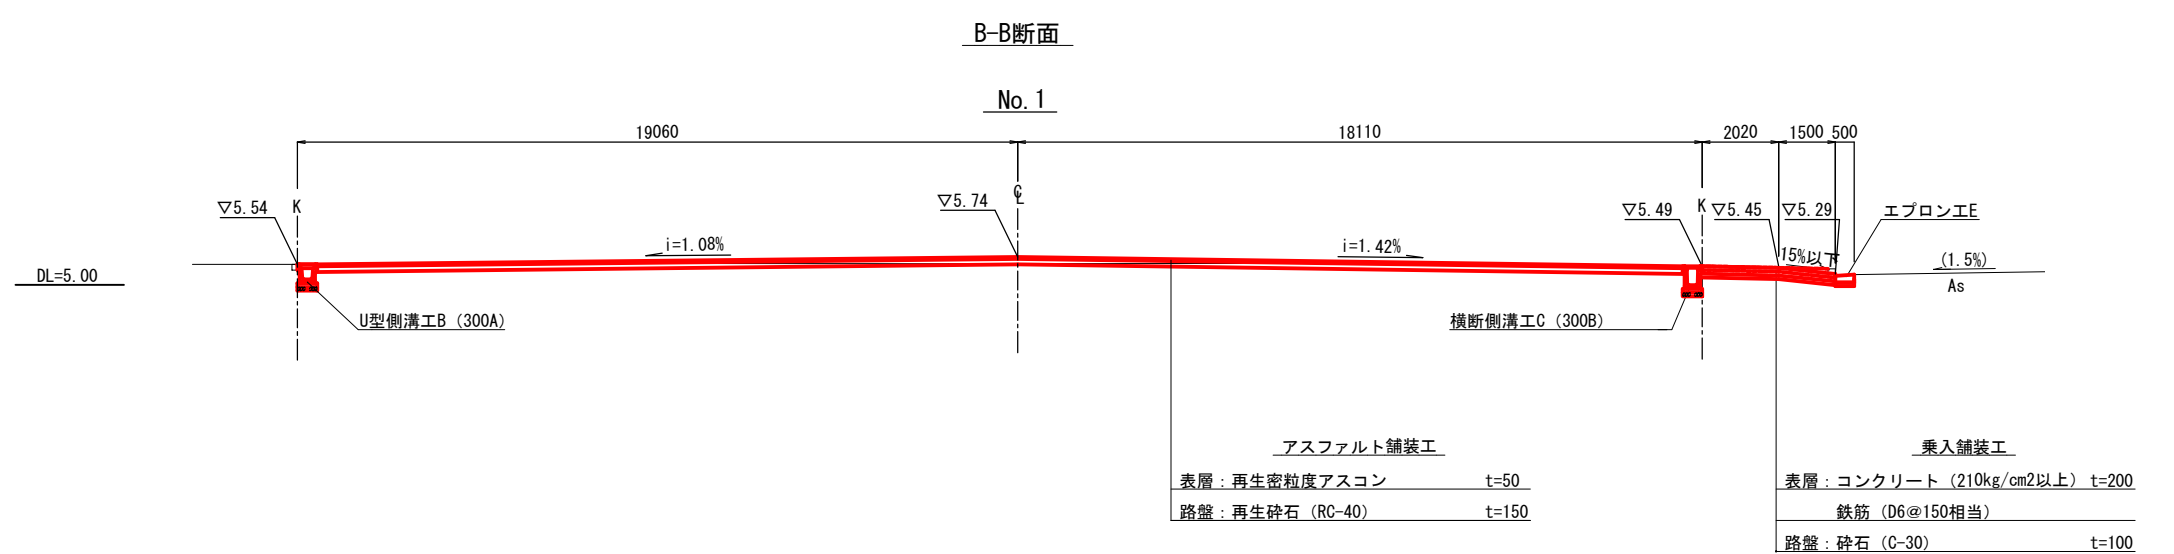 B-B断面
No.1
19060
18110
2020
1500
500
▽5.54
K
▽5.74
℄
▽5.49
K
▽5.45
▽5.29
エプロン工E
i=1.08%
i=1.42%
15%以下
(1.5%)
As
DL=5.00
U型側溝工B (300A)
横断側溝工C (300B)
アスファルト舗装工
表層：再生密粒度アスコン t=50
路盤：再生砕石 (RC-40) t=150
乗入舗装工
表層：コンクリート (210kg/cm2以上) t=200
鉄筋 (D6@150相当)
路盤：砕石 (C-30) t=100